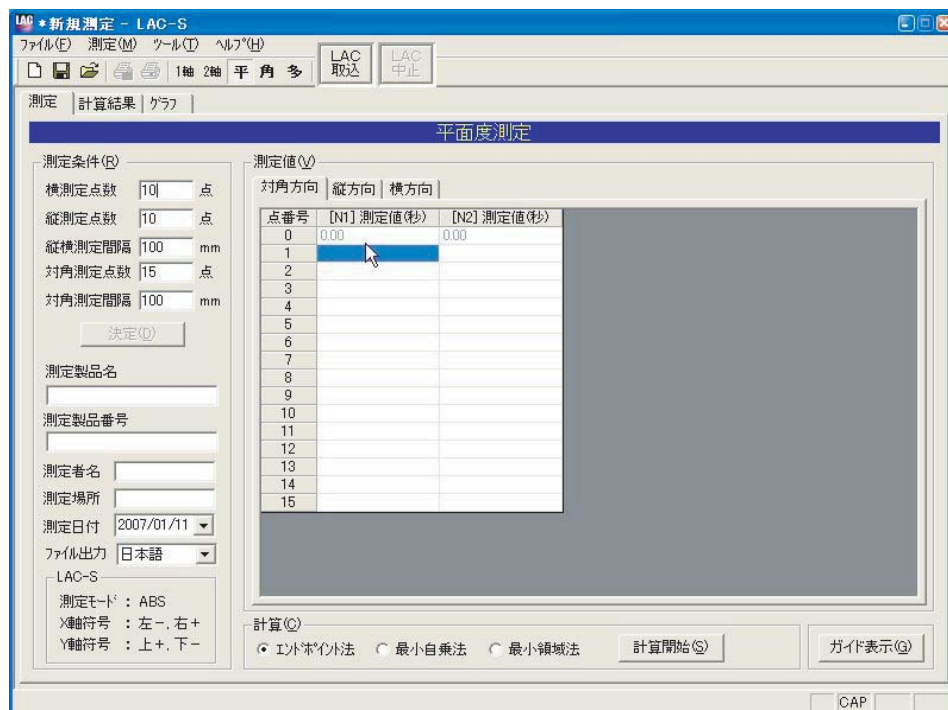 LAC *新規測定 - LAC-S
ファイル(F) 測定(M) ツール(T) ヘルプ(H)
1軸 2軸 平 角 多
LAC
取込
LAC
中止
測定 計算結果 グラフ
平面度測定
測定条件(R)
横測定点数 10 点
縦測定点数 10 点
縦横測定間隔 100 mm
対角測定点数 15 点
対角測定間隔 100 mm
決定(D)
測定製品名
測定製品番号
測定者名
測定場所
測定日付 2007/01/11
ファイル出力 日本語
LAC-S
測定モード : ABS
X軸符号 : 左-. 右+
Y軸符号 : 上+. 下-
測定値(V)
対角方向 縦方向 横方向
点番号 [N1] 測定値(秒) [N2] 測定値(秒)
0 0.00 0.00
1
2
3
4
5
6
7
8
9
10
11
12
13
14
15
計算(C)
エンドポイント法 最小自乗法 最小領域法 計算開始(S)
ガイド表示(G)
CAP